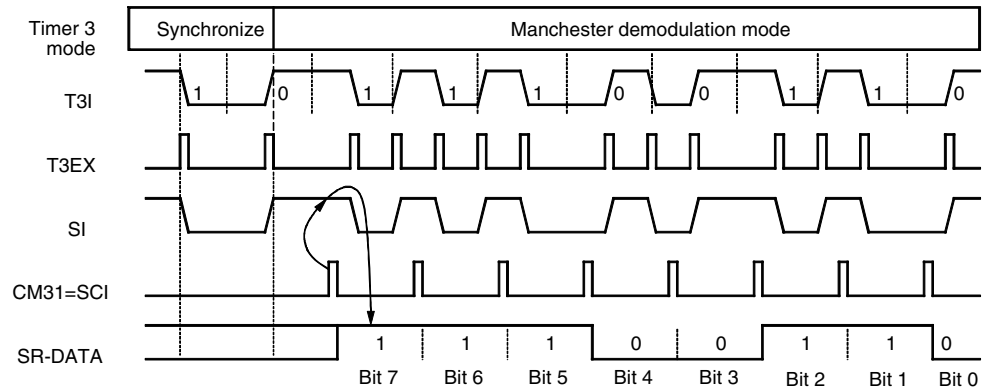 Timer 3
mode
Synchronize
Manchester demodulation mode
T3I
1 0 1 1 1 0 0 1 1 0
T3EX
SI
CM31=SCI
SR-DATA
1 1 1 0 0 1 1 0
Bit 7 Bit 6 Bit 5 Bit 4 Bit 3 Bit 2 Bit 1 Bit 0